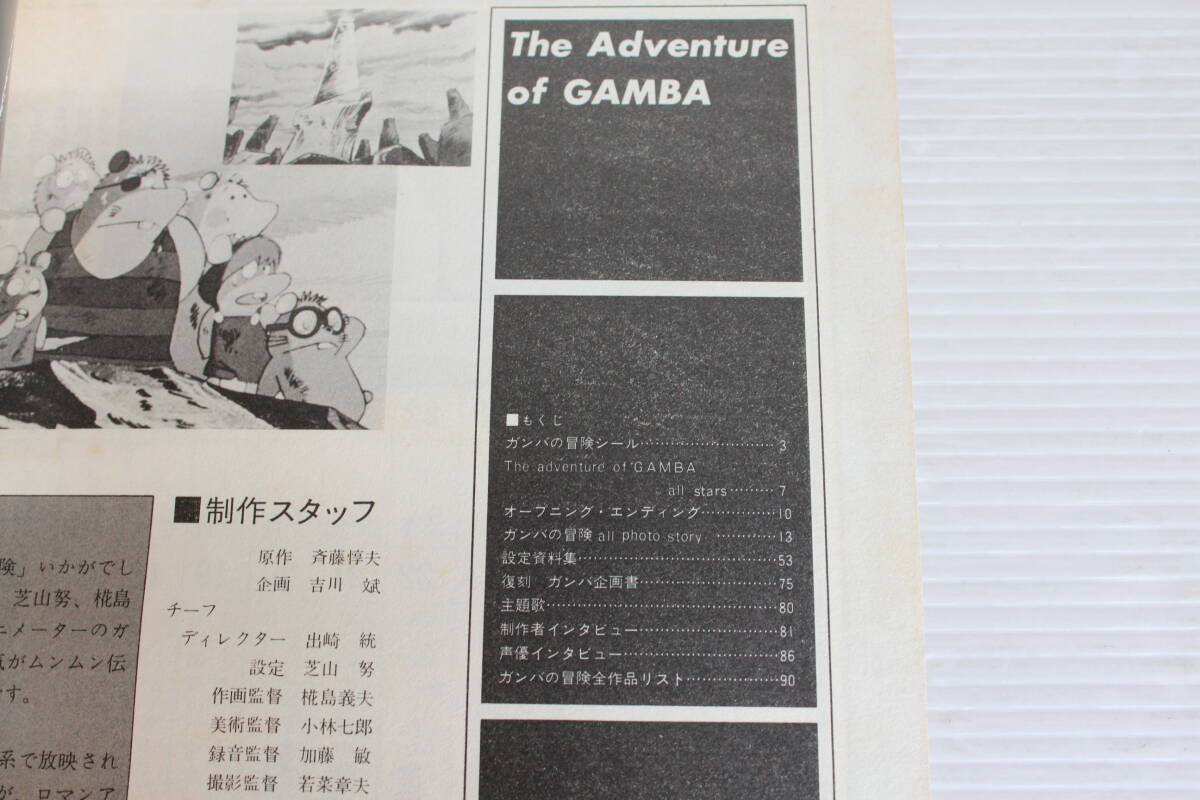 The Adventure
of GAMBA
■もくじ
ガンバの冒険シール…………………………3
The adventure of GAMBA
all stars………7
オープニング・エンディング……………10
ガンバの冒険 all photo story …………13
設定資料集………………………………………53
復刻 ガンバ企画書…………………………75
主題歌……………………………………………80
制作者インタビュー…………………………81
声優インタビュー……………………………86
ガンバの冒険全作品リスト………………90
■制作スタッフ
原作 斉藤惇夫
企画 吉川 斌
チーフ
ディレクター 出崎 統
設定 芝山 努
作画監督 椛島義夫
美術監督 小林七郎
録音監督 加藤 敏
撮影監督 若菜章夫
険」いかがでし
芝山努、椛島
ニメーターのガ
気がムンムン伝
です。
系で放映され
が、ロマンア